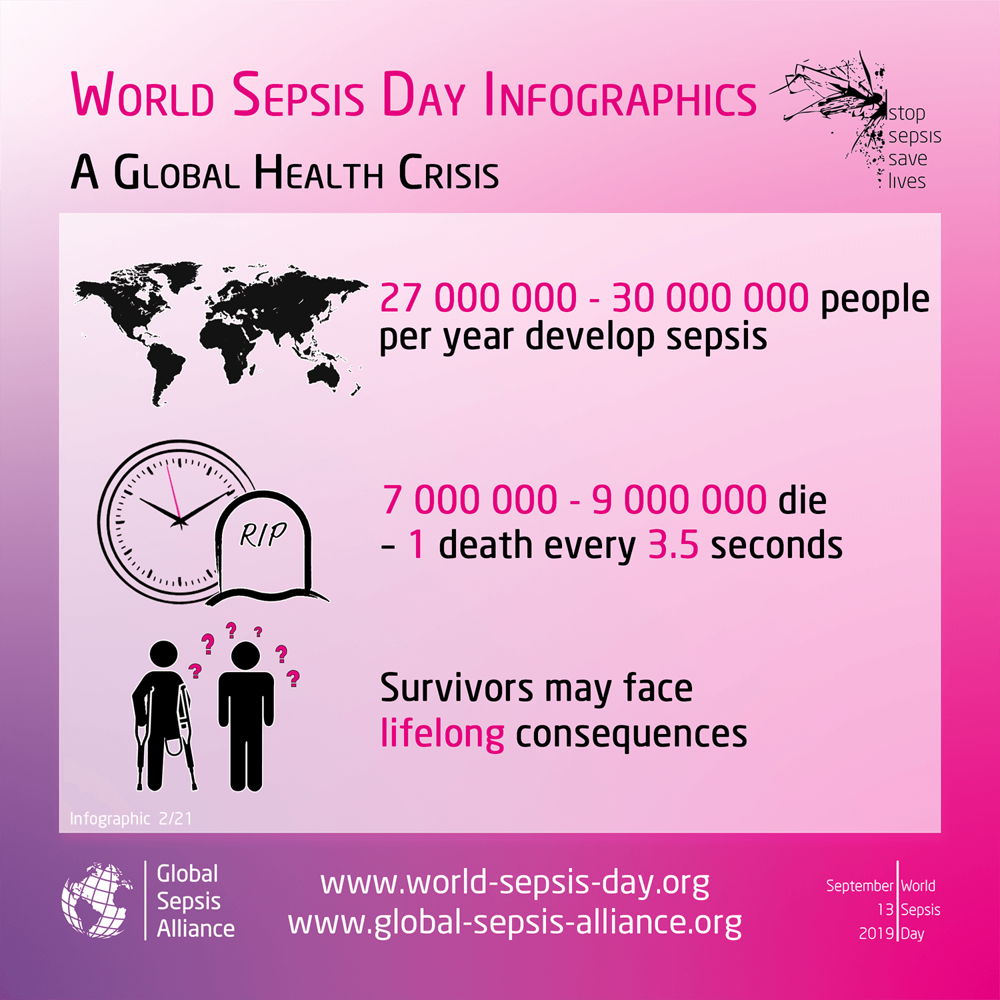 World Sepsis Day Infographics
A Global Health Crisis
stop
sepsis
save
lives
27 000 000 - 30 000 000 people
per year develop sepsis
RIP
7 000 000 - 9 000 000 die
– 1 death every 3.5 seconds
? ? ? ? ? ?
Survivors may face
lifelong consequences
Infographic 2/21
Global
Sepsis
Alliance
www.world-sepsis-day.org
www.global-sepsis-alliance.org
September World
13 Sepsis
2019 Day